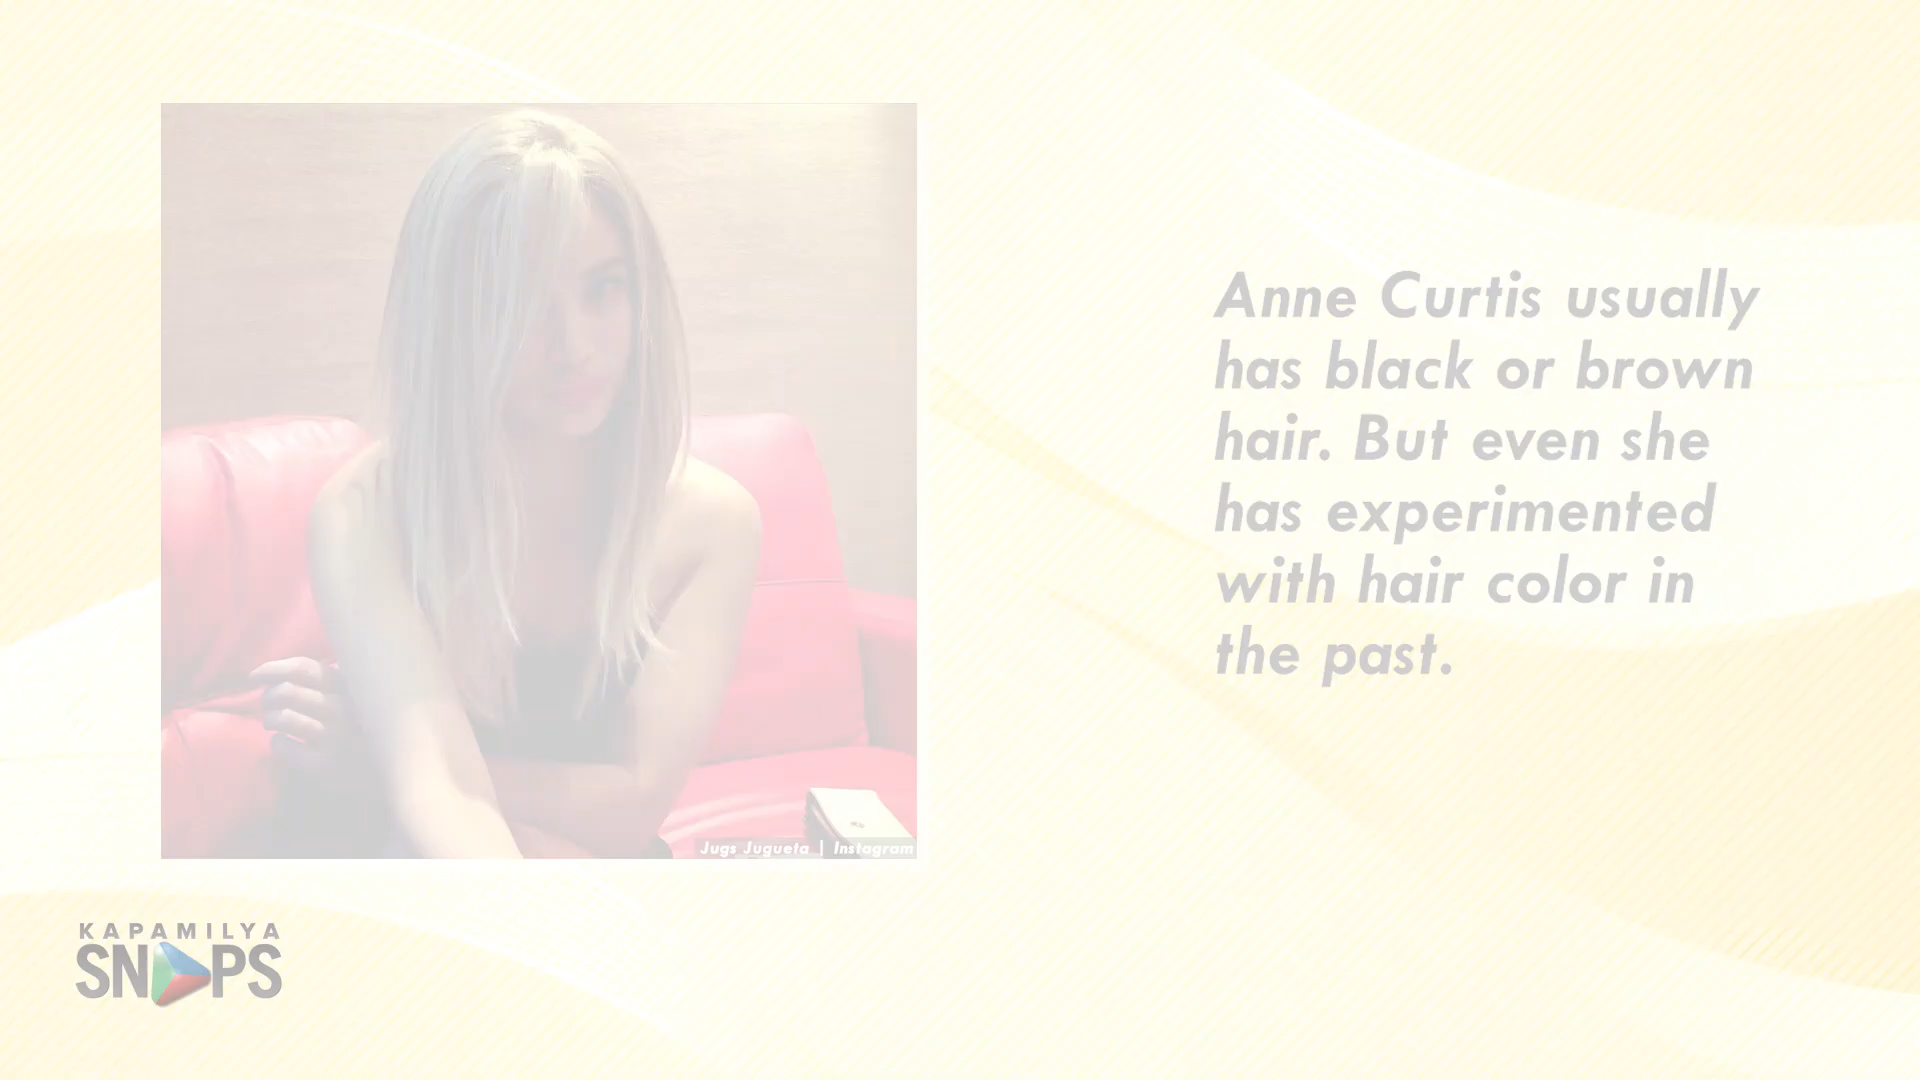 Anne Curtis usually
has black or brown
hair. But even she
has experimented
with hair color in
the past.
Jugs Jugueta | Instagram
KAPAMILYA
SNAPS